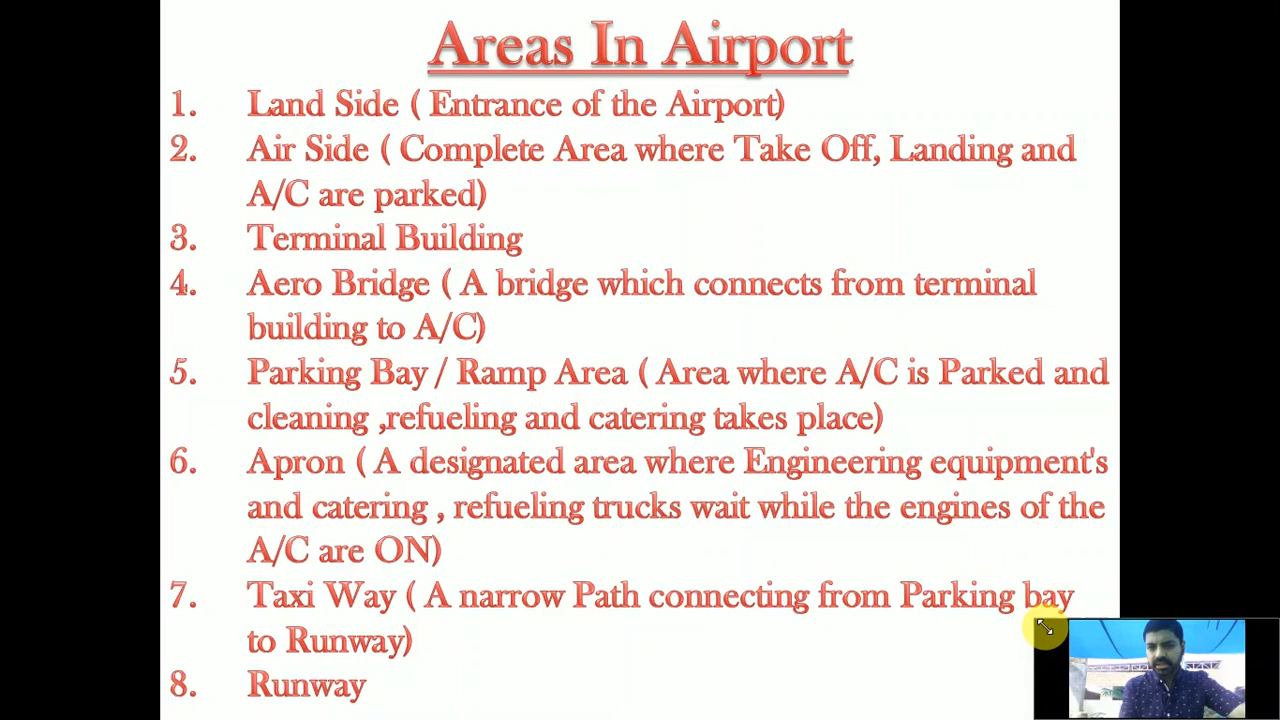 Areas In Airport
1. Land Side ( Entrance of the Airport)
2. Air Side ( Complete Area where Take Off, Landing and
A/C are parked)
3. Terminal Building
4. Aero Bridge ( A bridge which connects from terminal
building to A/C)
5. Parking Bay / Ramp Area ( Area where A/C is Parked and
cleaning ,refueling and catering takes place)
6. Apron ( A designated area where Engineering equipment's
and catering , refueling trucks wait while the engines of the
A/C are ON)
7. Taxi Way ( A narrow Path connecting from Parking bay
to Runway)
8. Runway